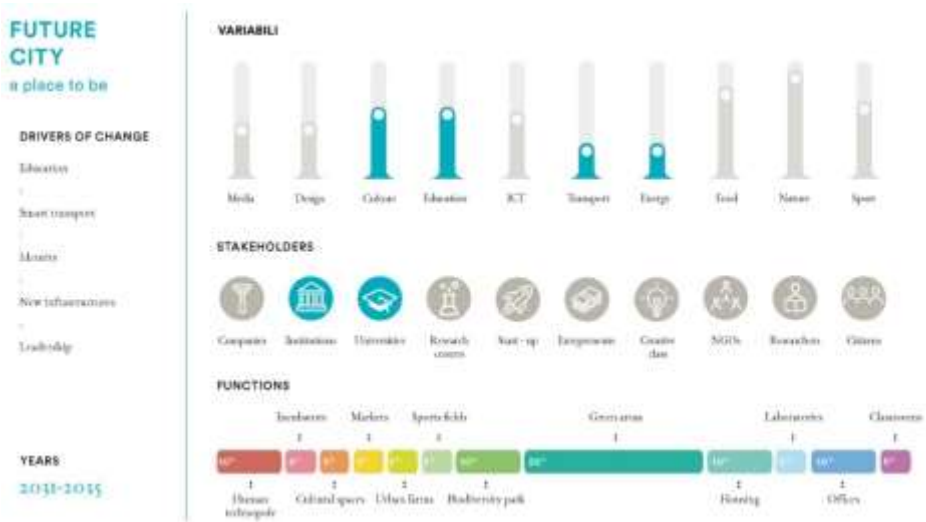 FUTURE
CITY
a place to be
DRIVERS OF CHANGE
Education
Smart transport
Identity
New infrastructures
Leadership
YEARS
2031-2035
VARIABILI
Media
Design
Culture
Education
ICT
Transport
Energy
Food
Nature
Sport
STAKEHOLDERS
Companies
Institutions
Universities
Research
centres
Start - up
Entrepreneurs
Creative
class
NGOs
Researchers
Citizens
FUNCTIONS
Incubators
Markets
Sports fields
Green areas
Laboratories
Classrooms
Human
technopole
Cultural spaces
Urban farms
Biodiversity park
Housing
Offices